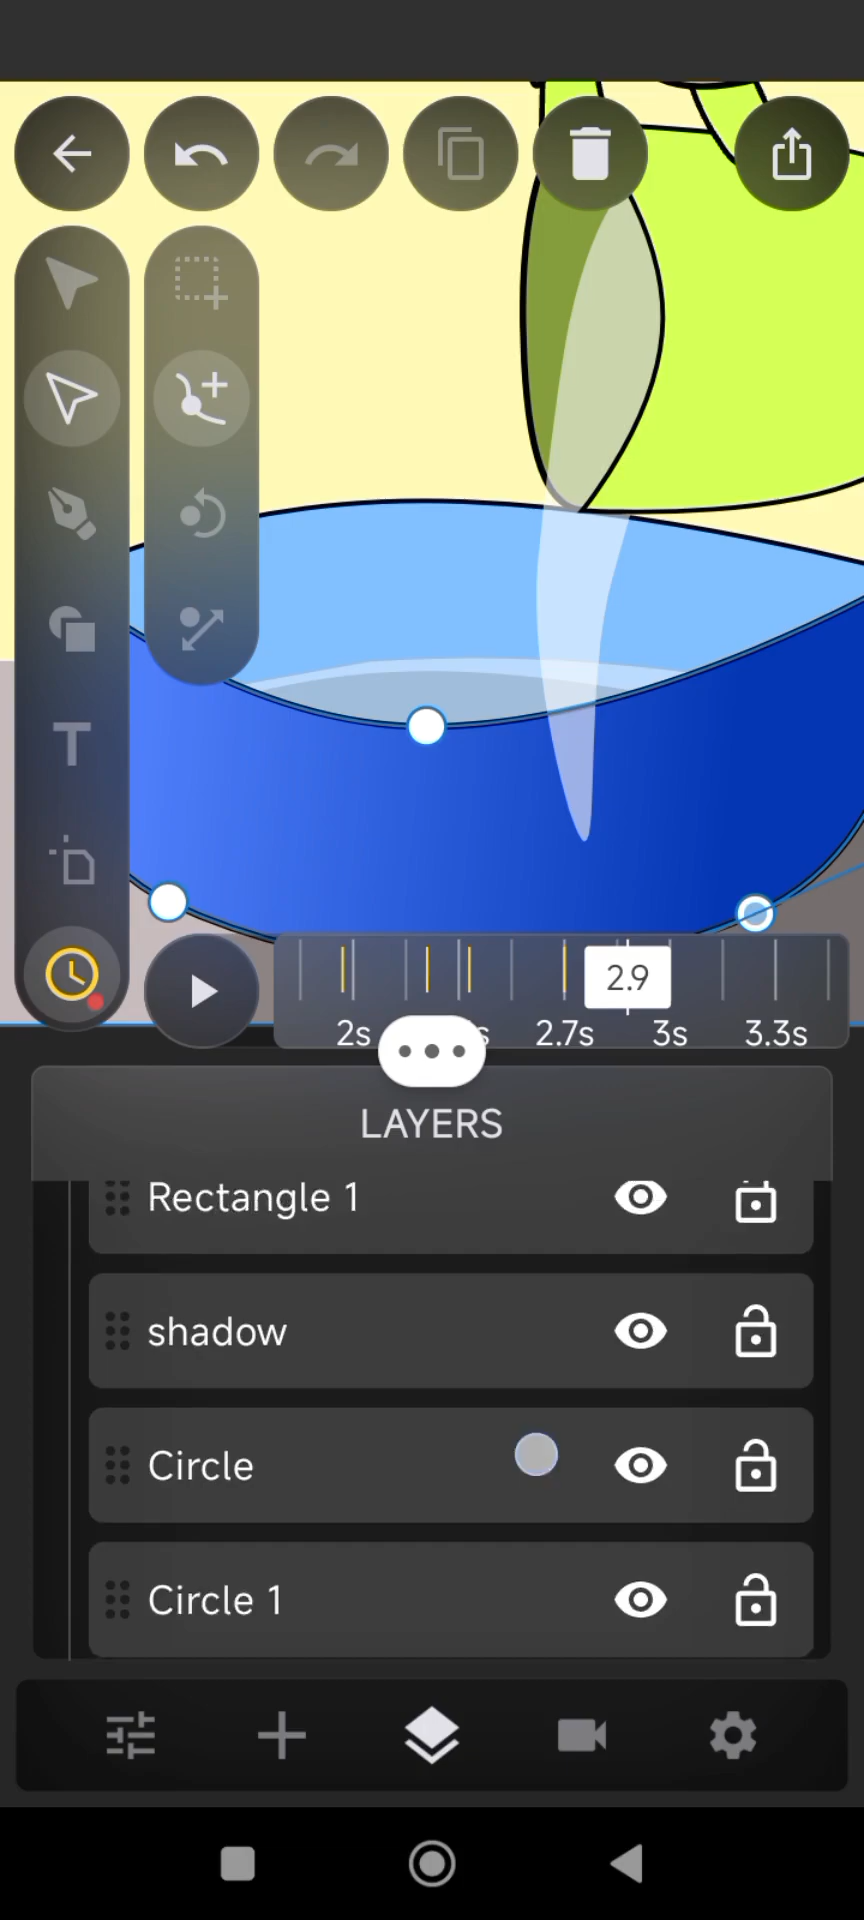 T
2.9
2s 2.7s 3s 3.3s
LAYERS
Rectangle 1
shadow
Circle
Circle 1